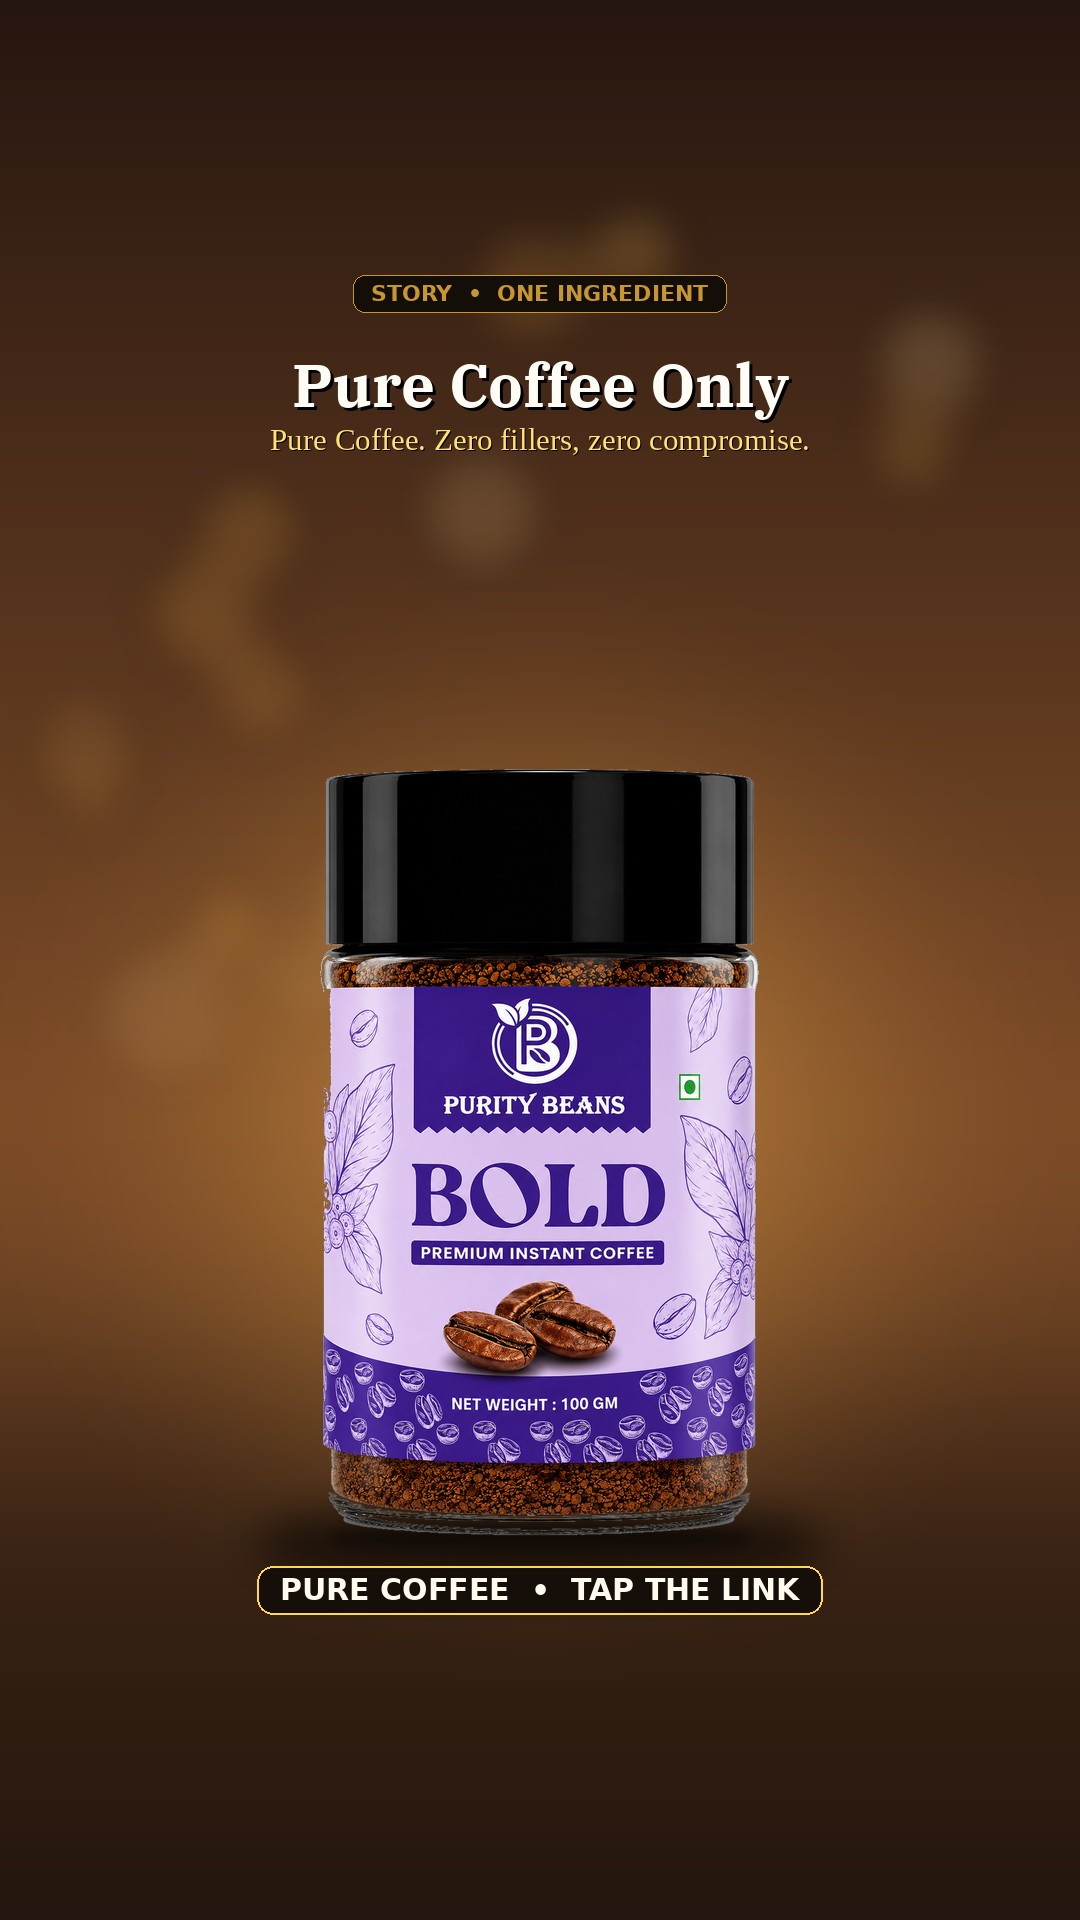 STORY • ONE INGREDIENT
Pure Coffee Only
Pure Coffee. Zero fillers, zero compromise.
PURITY BEANS
BOLD
PREMIUM INSTANT COFFEE
NET WEIGHT : 100 GM
PURE COFFEE • TAP THE LINK